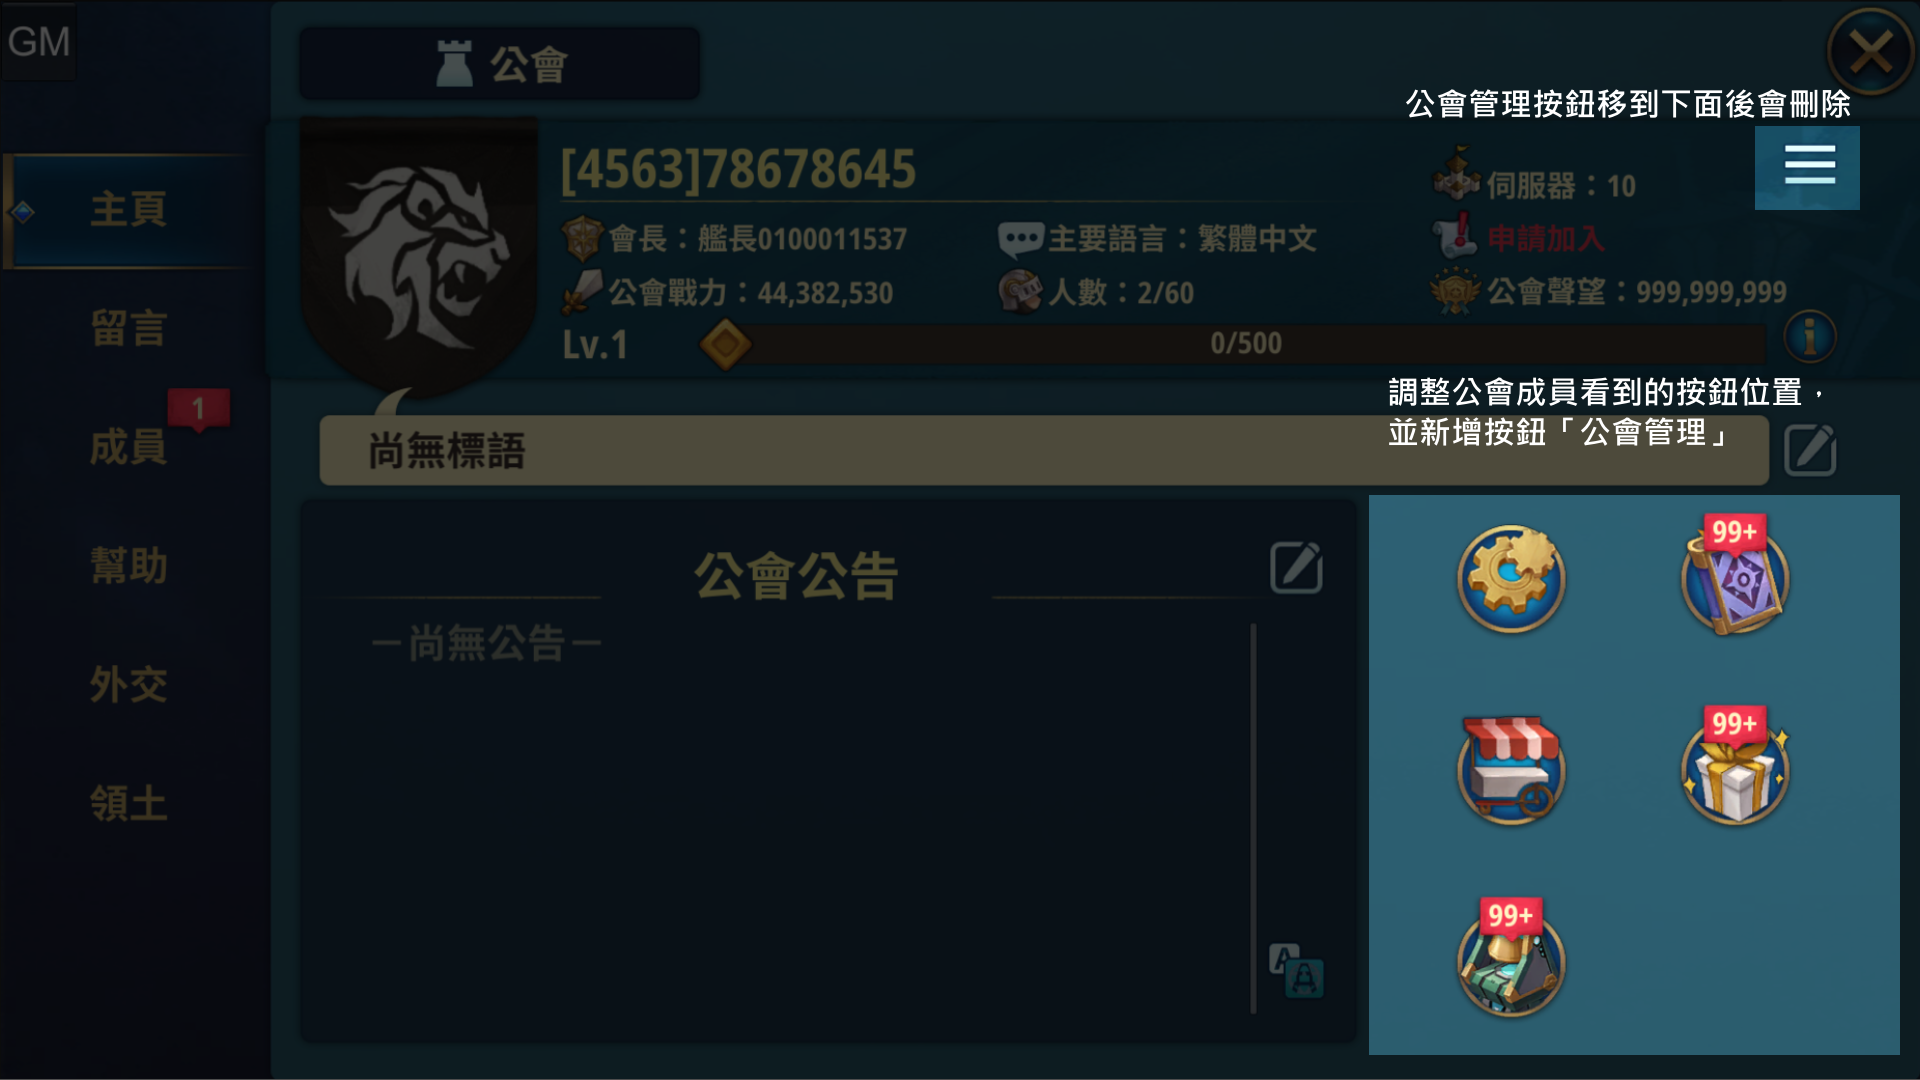 GM
公會
公會管理按鈕移到下面後會刪除
主頁
留言
1
成員
幫助
外交
領土
[4563]78678645
伺服器：10
會長：艦長0100011537
主要語言：繁體中文
申請加入
公會戰力：44,382,530
人數：2/60
公會聲望：999,999,999
Lv.1
0/500
調整公會成員看到的按鈕位置，
並新增按鈕「公會管理」
尚無標語
公會公告
－尚無公告－
99+
99+
99+
A
A